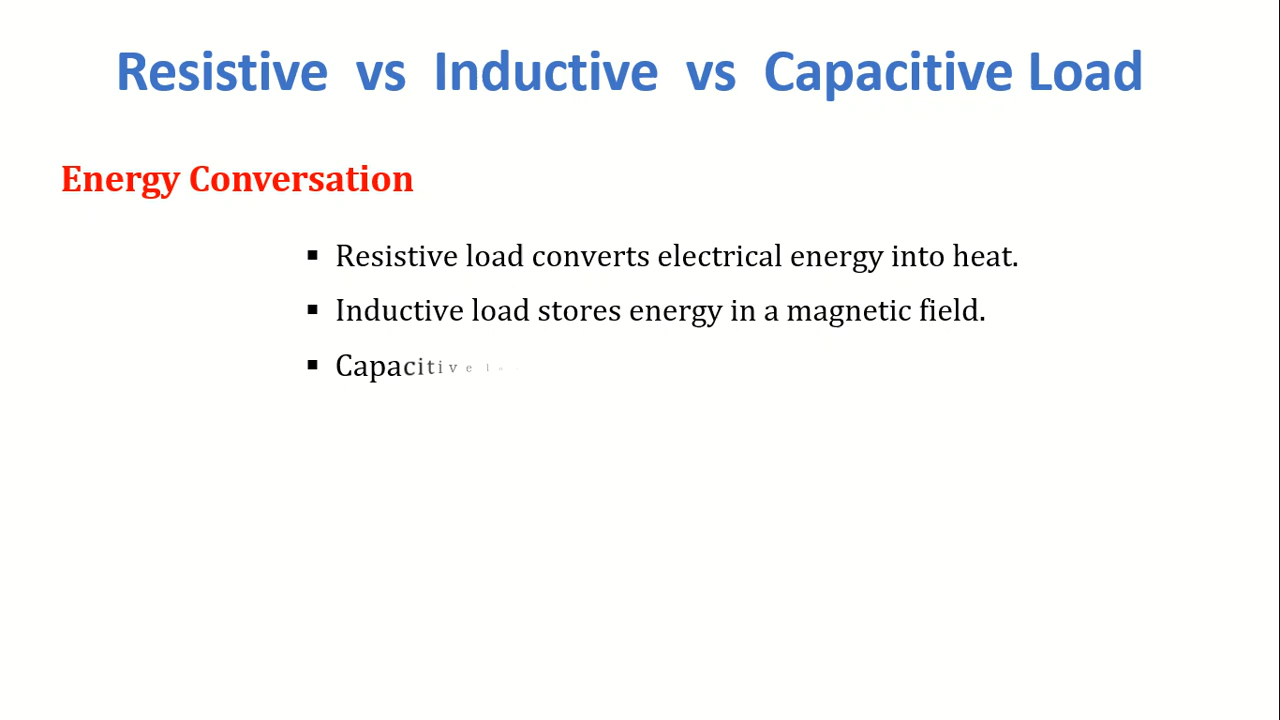 Resistive vs Inductive vs Capacitive Load
Energy Conversation
▪ Resistive load converts electrical energy into heat.
▪ Inductive load stores energy in a magnetic field.
▪ Capacitive